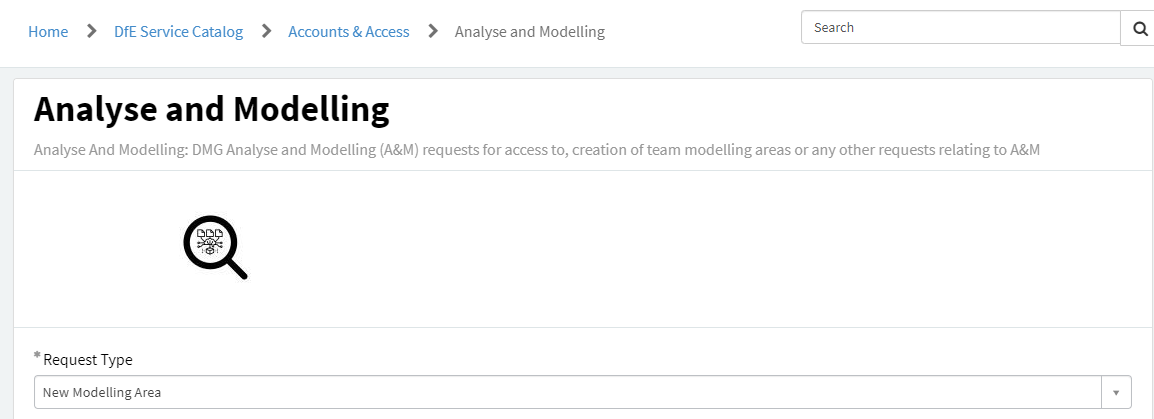 Home > DfE Service Catalog > Accounts & Access > Analyse and Modelling
Search
Analyse and Modelling
Analyse And Modelling: DMG Analyse and Modelling (A&M) requests for access to, creation of team modelling areas or any other requests relating to A&M
* Request Type
New Modelling Area